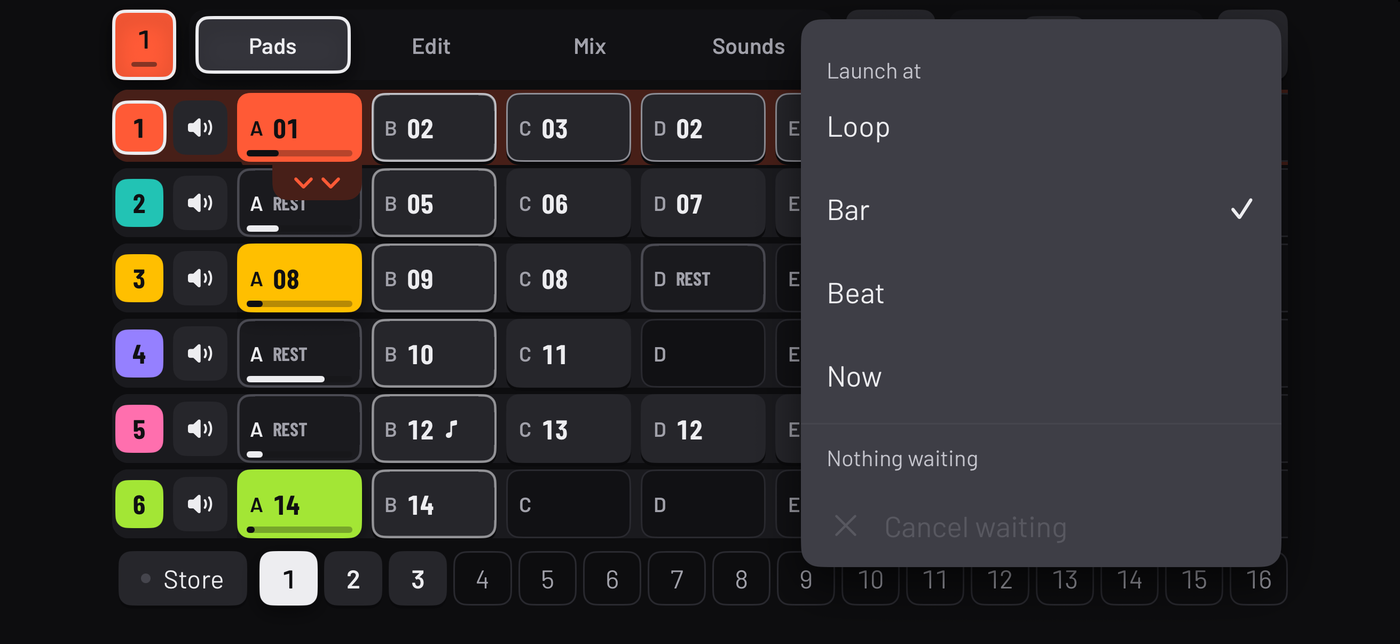 1 Pads Edit Mix Sounds
Launch at
1 A 01 B 02 C 03 D 02 E
Loop
2 A REST B 05 C 06 D 07 E
Bar
3 A 08 B 09 C 08 D REST E
Beat
4 A REST B 10 C 11 D E
Now
5 A REST B 12 C 13 D 12 E
Nothing waiting
6 A 14 B 14 C D E
Cancel waiting
Store 1 2 3 4 5 6 7 8 9 10 11 12 13 14 15 16